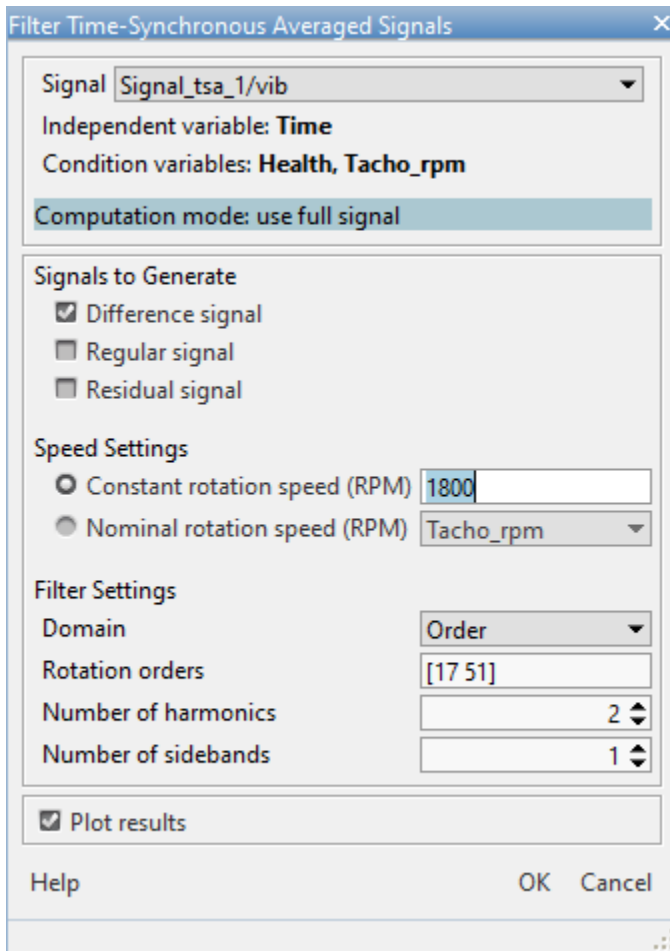 Filter Time-Synchronous Averaged Signals
Signal Signal_tsa_1/vib
Independent variable: Time
Condition variables: Health, Tacho_rpm
Computation mode: use full signal
Signals to Generate
Difference signal
Regular signal
Residual signal
Speed Settings
Constant rotation speed (RPM) 1800
Nominal rotation speed (RPM) Tacho_rpm
Filter Settings
Domain Order
Rotation orders [17 51]
Number of harmonics 2
Number of sidebands 1
Plot results
Help OK Cancel